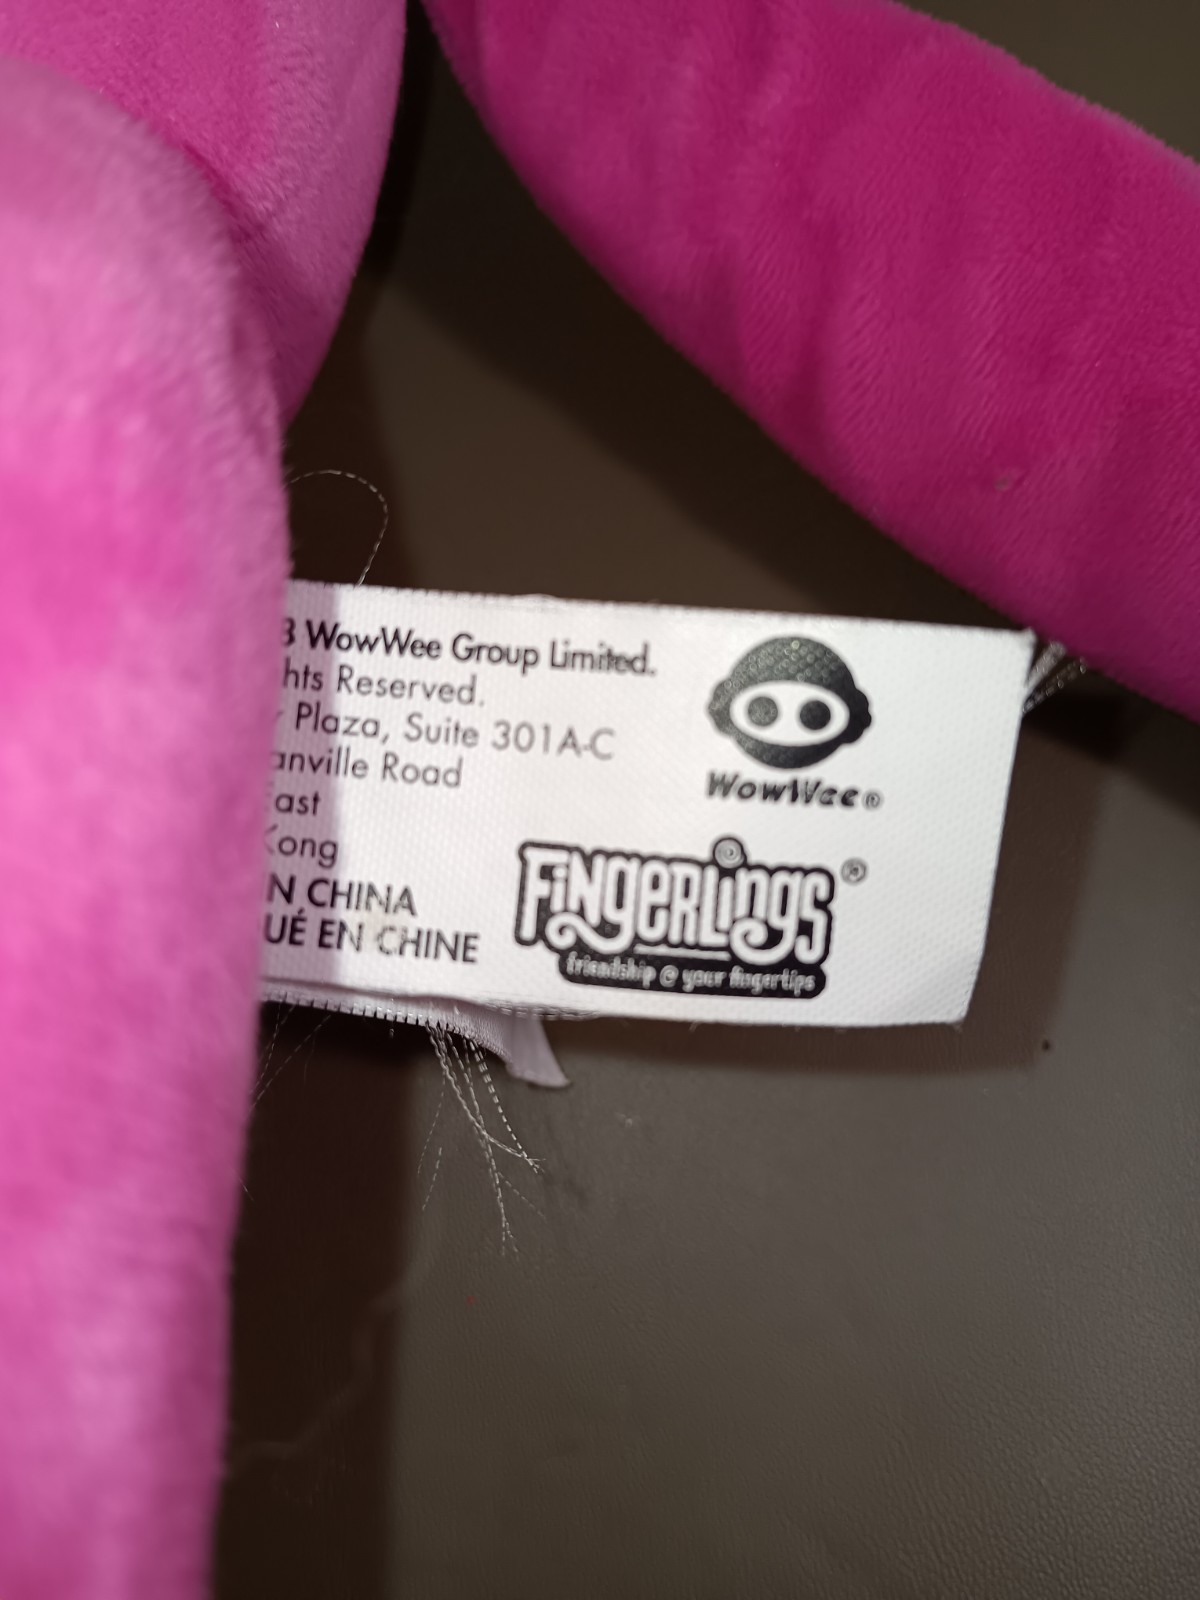 3 WowWee Group Limited.
hts Reserved.
Plaza, Suite 301A-C
anville Road
ast
Kong
N CHINA
UÉ EN CHINE
WowWee®
FiNgeRLiNgs®
friendship @ your fingertips